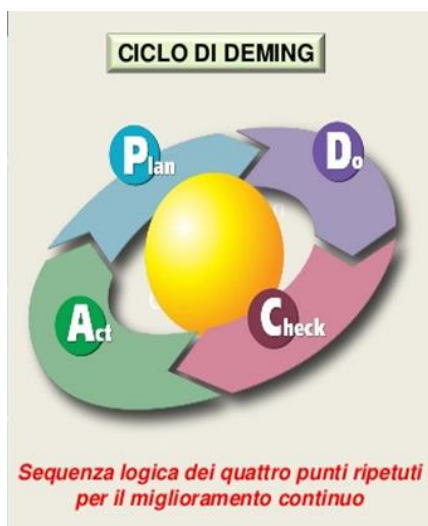 CICLO DI DEMING
Plan
Do
Act
Check
Sequenza logica dei quattro punti ripetuti
per il miglioramento continuo